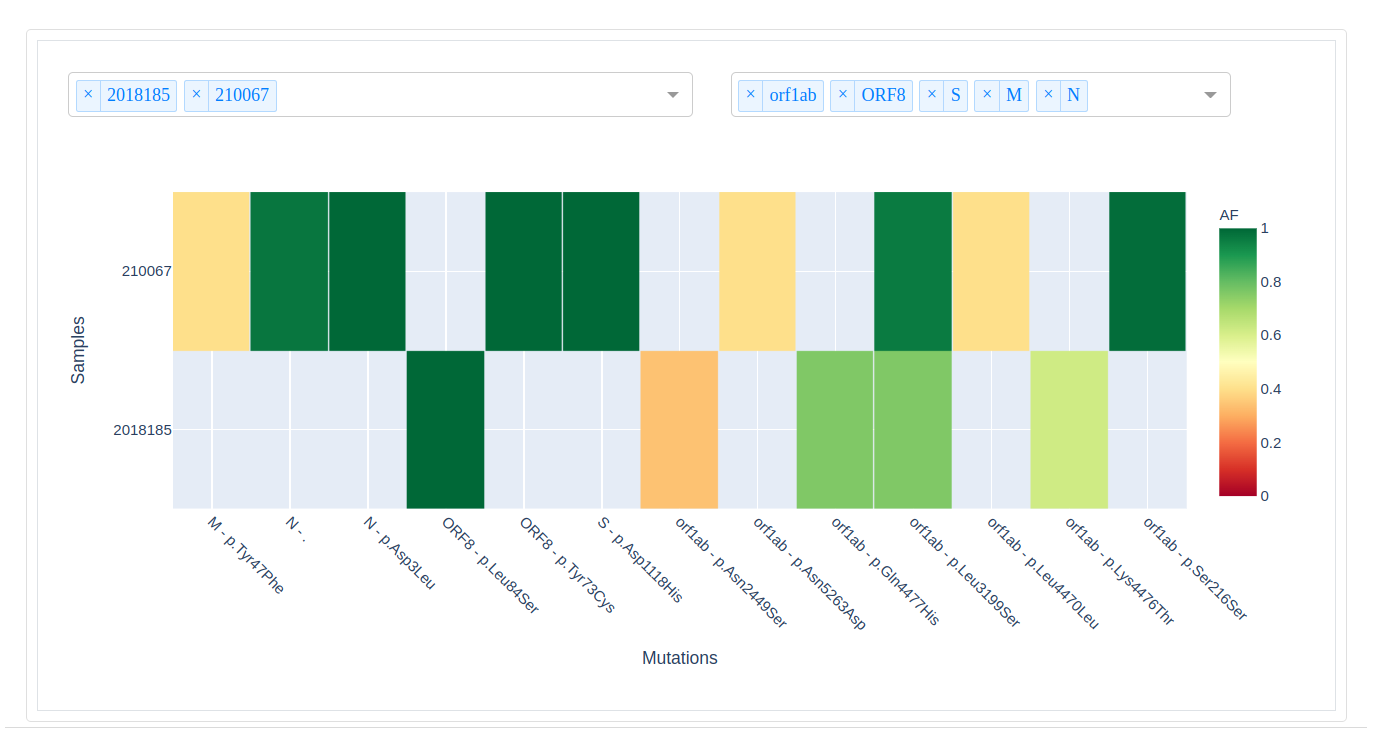 × 2018185 × 210067
× orf1ab × ORF8 × S × M × N
AF
1
0.8
0.6
0.4
0.2
0
Samples
210067
2018185
M - p.Tyr47Phe
N - .
N - p.Asp3Leu
ORF8 - p.Leu84Ser
ORF8 - p.Tyr73Cys
S - p.Asp1118His
orf1ab - p.Asn2449Ser
orf1ab - p.Asn5263Asp
orf1ab - p.Gln4477His
orf1ab - p.Leu3199Ser
orf1ab - p.Leu4470Leu
orf1ab - p.Lys4476Thr
orf1ab - p.Ser216Ser
Mutations